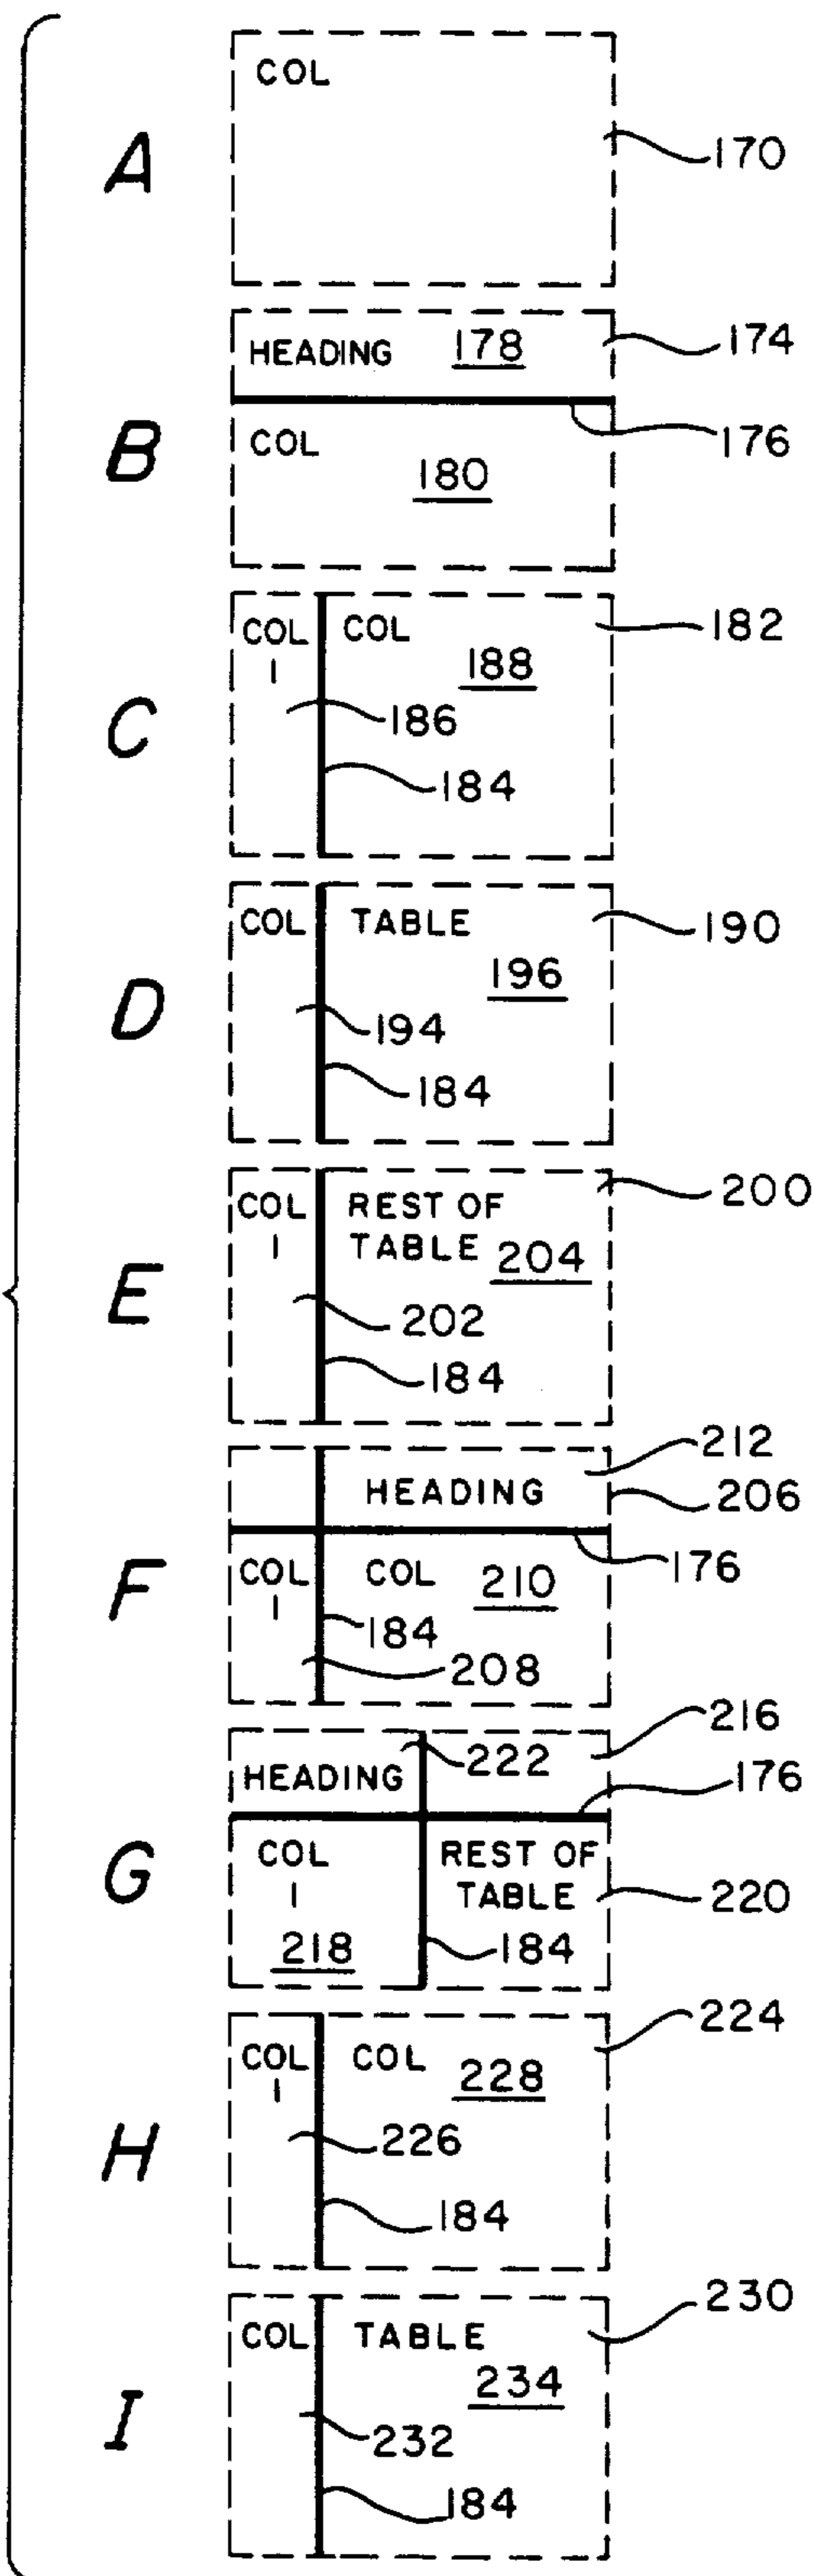 A
COL
170
HEADING 178
174
176
B
COL
180
COL COL
182
1
188
C
186
184
COL TABLE
190
196
D
194
184
COL REST OF
200
1 TABLE 204
E
202
184
212
HEADING
206
176
F
COL COL 210
1
184
208
216
HEADING 222
176
G
COL REST OF
1 TABLE
220
218 184
224
COL COL 228
1
H
226
184
230
COL TABLE
234
I
232
184